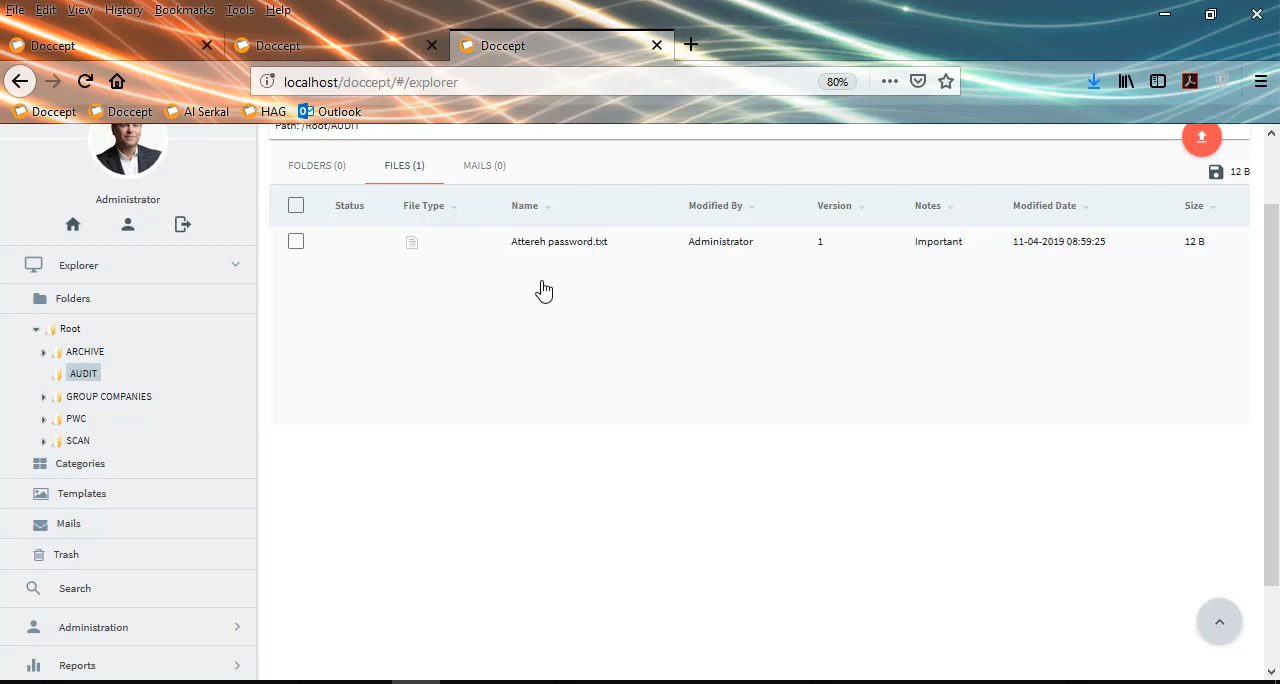 File Edit View History Bookmarks Tools Help
Doccept Doccept Doccept
localhost/doccept/#/explorer 80%
Doccept Doccept Al Serkal HAG Outlook
Path: /Root/AUDIT
FOLDERS (0) FILES (1) MAILS (0)
12 B
Status File Type Name Modified By Version Notes Modified Date Size
Attereh password.txt Administrator 1 Important 11-04-2019 08:59:25 12 B
Administrator
Explorer
Folders
Root
ARCHIVE
AUDIT
GROUP COMPANIES
PWC
SCAN
Categories
Templates
Mails
Trash
Search
Administration
Reports